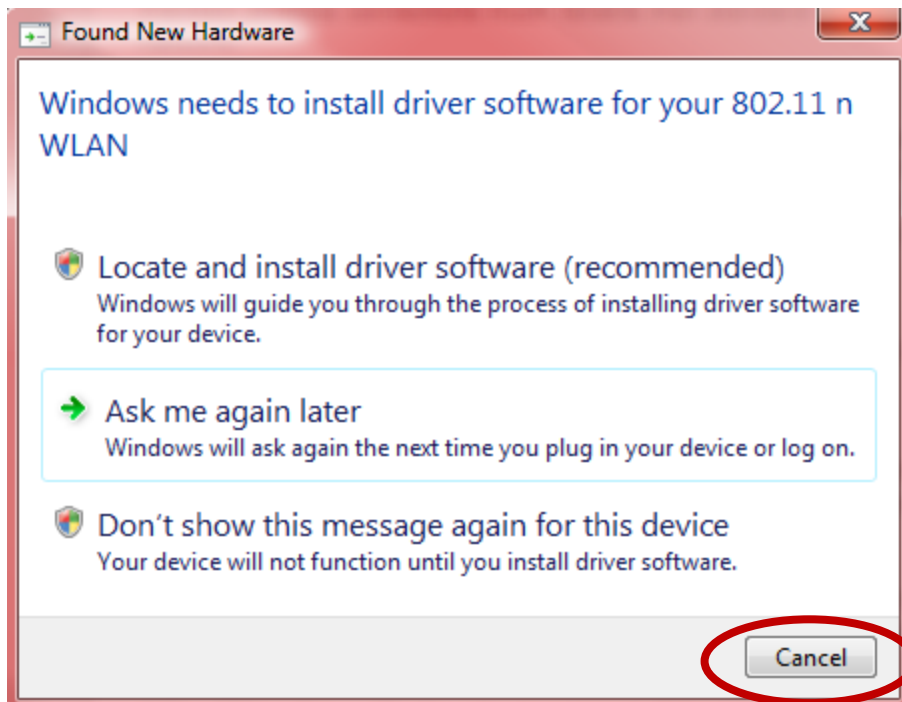 Found New Hardware
Windows needs to install driver software for your 802.11 n
WLAN
Locate and install driver software (recommended)
Windows will guide you through the process of installing driver software
for your device.
Ask me again later
Windows will ask again the next time you plug in your device or log on.
Don't show this message again for this device
Your device will not function until you install driver software.
Cancel